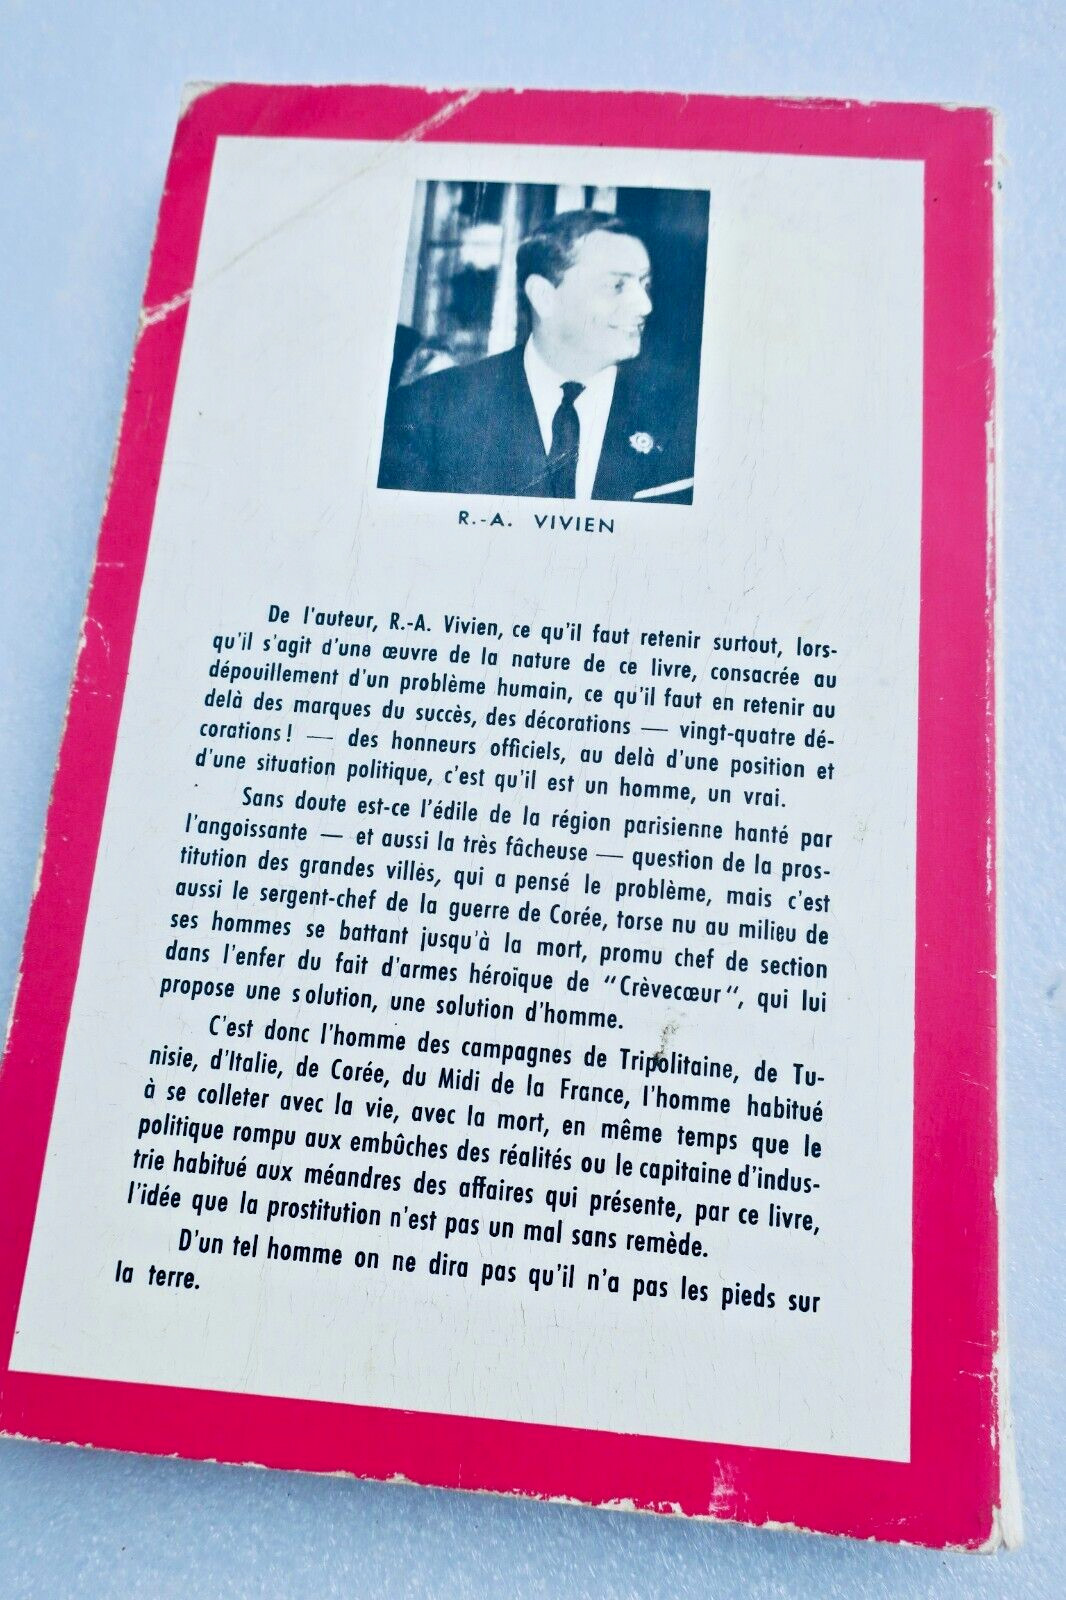 R.-A. VIVIEN
De l'auteur, R.-A. Vivien, ce qu'il faut retenir surtout, lors-
qu'il s'agit d'une œuvre de la nature de ce livre, consacrée au
dépouillement d'un problème humain, ce qu'il faut en retenir au
delà des marques du succès, des décorations — vingt-quatre dé-
corations! — des honneurs officiels, au delà d'une position et
d'une situation politique, c'est qu'il est un homme, un vrai.
Sans doute est-ce l'édile de la région parisienne hanté par
l'angoissante — et aussi la très fâcheuse — question de la pros-
titution des grandes villes, qui a pensé le problème, mais c'est
aussi le sergent-chef de la guerre de Corée, torse nu au milieu de
ses hommes se battant jusqu'à la mort, promu chef de section
dans l'enfer du fait d'armes héroïque de "Crèvecœur", qui lui
propose une solution, une solution d'homme.
C'est donc l'homme des campagnes de Tripolitaine, de Tu-
nisie, d'Italie, de Corée, du Midi de la France, l'homme habitué
à se colleter avec la vie, avec la mort, en même temps que le
politique rompu aux embûches des réalités ou le capitaine d'indus-
trie habitué aux méandres des affaires qui présente, par ce livre,
l'idée que la prostitution n'est pas un mal sans remède.
D'un tel homme on ne dira pas qu'il n'a pas les pieds sur
la terre.